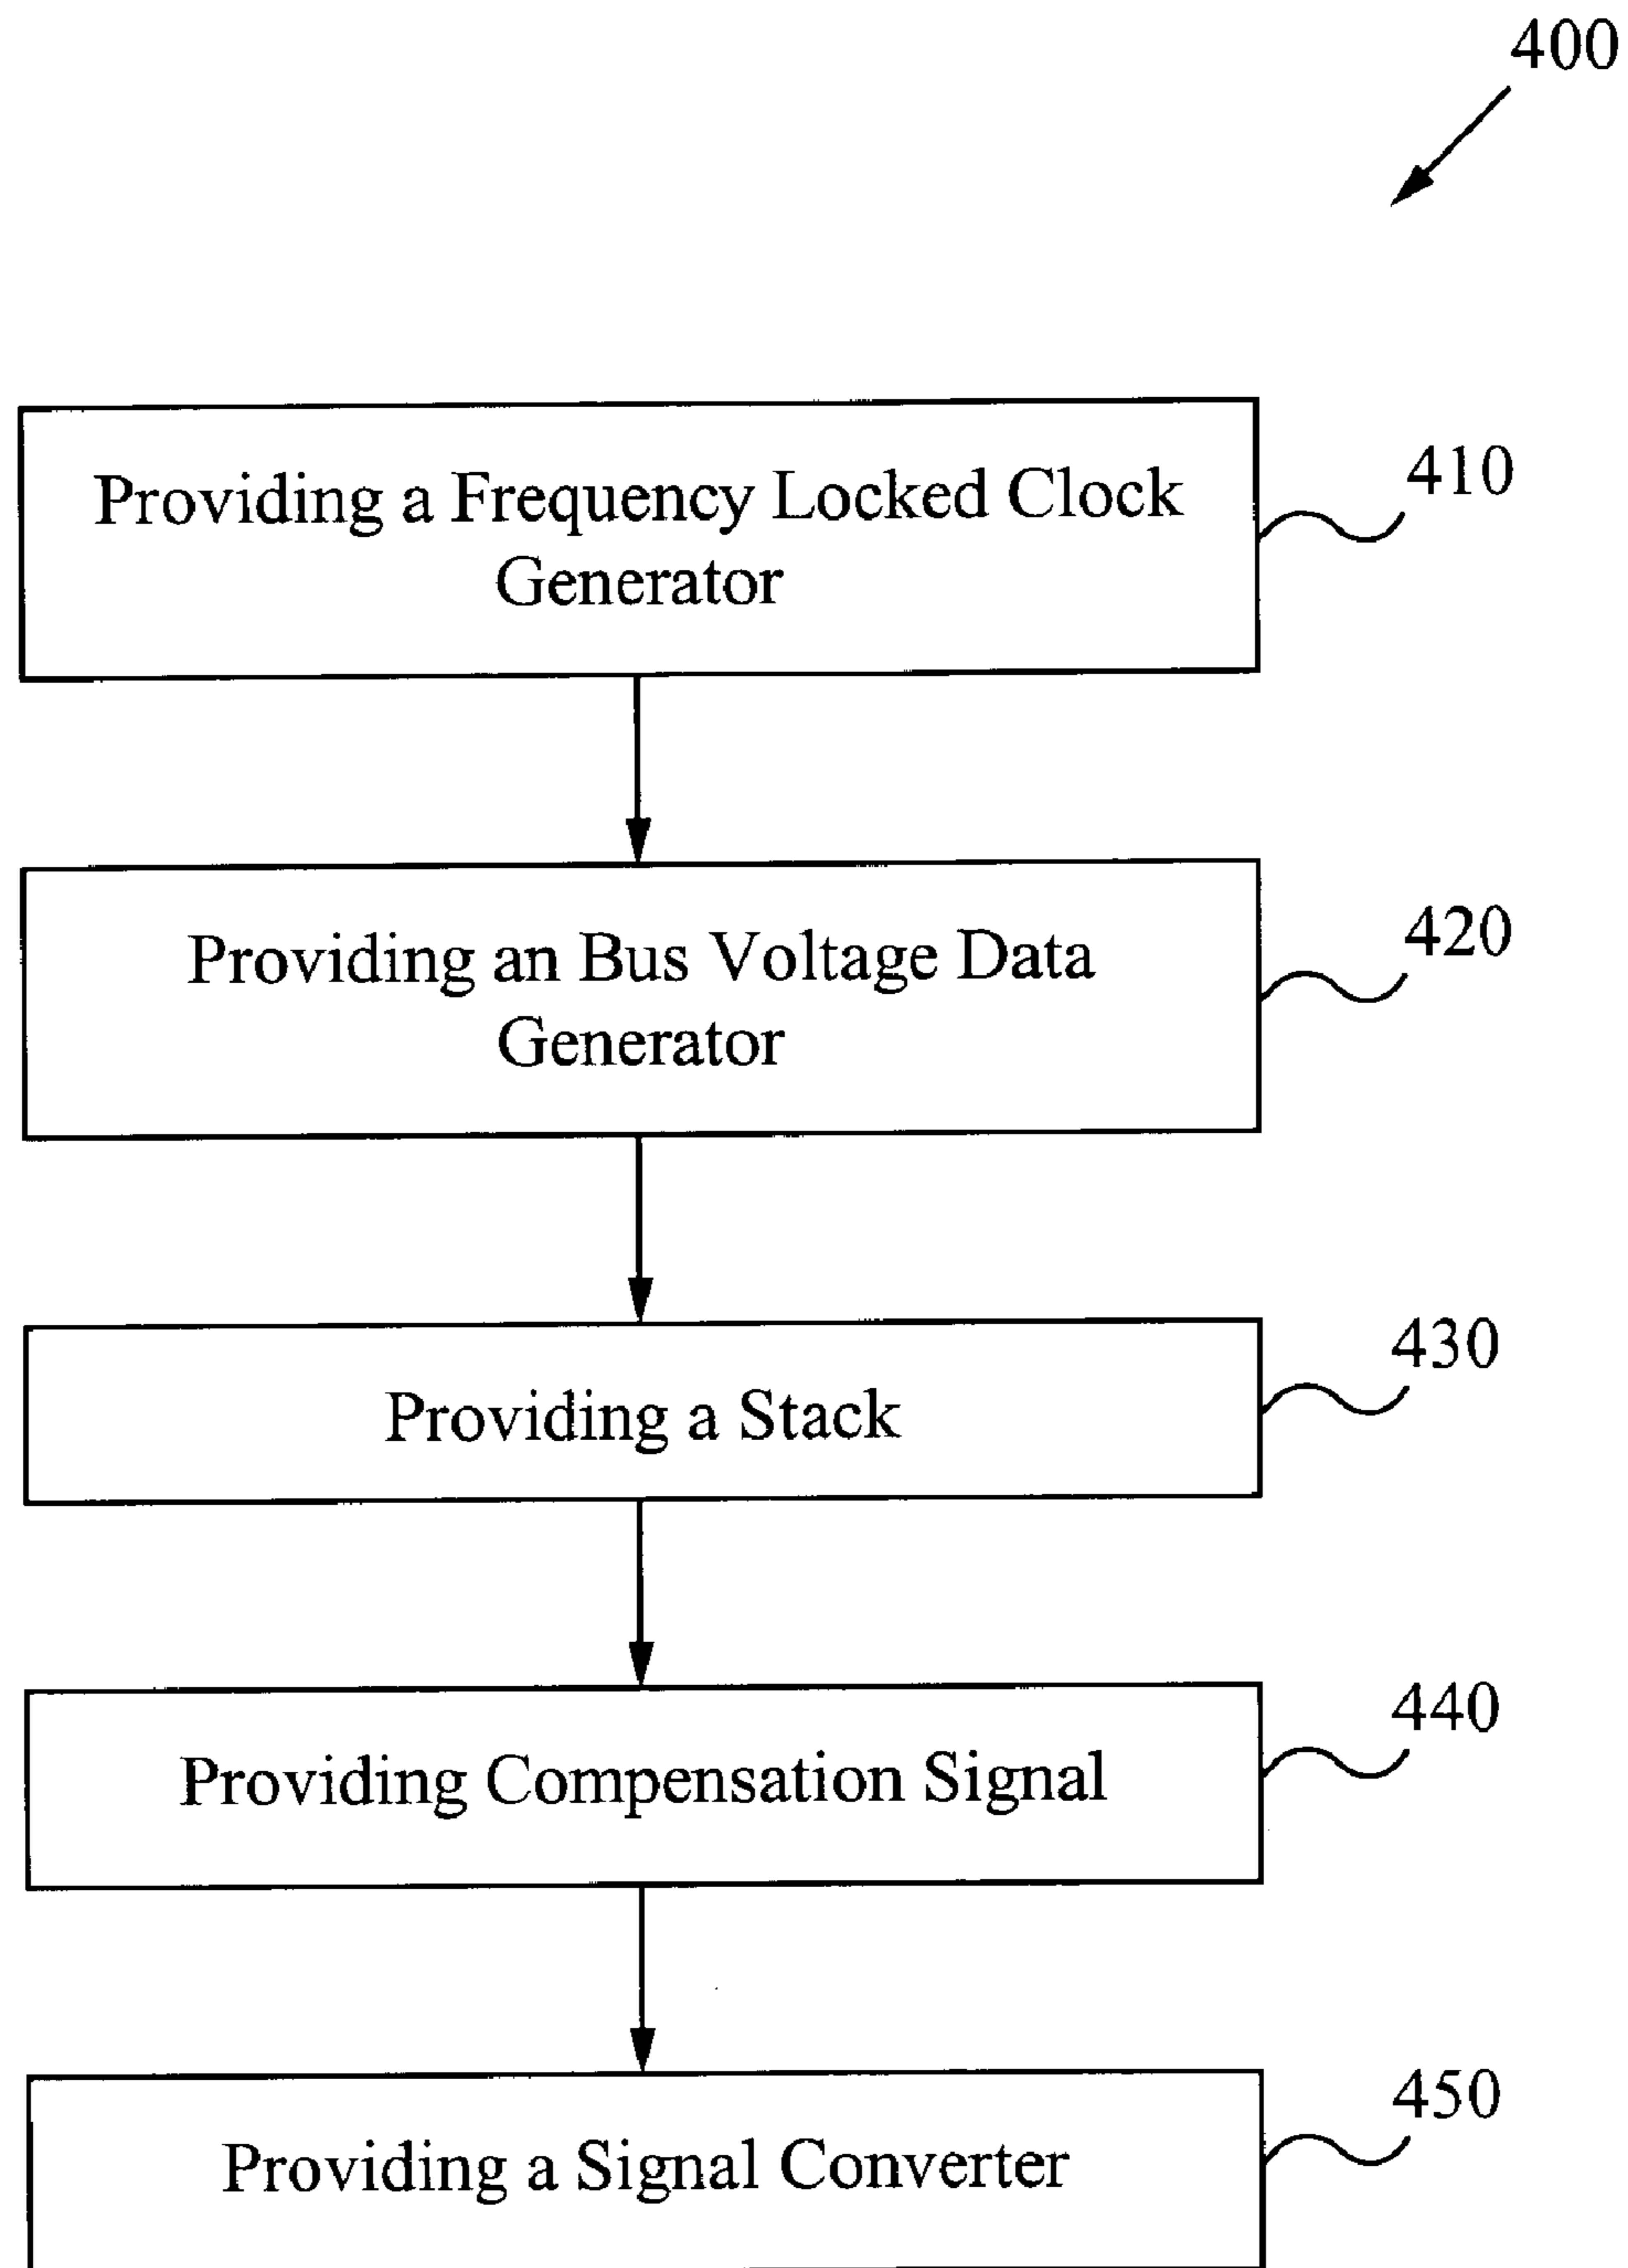 400
Providing a Frequency Locked Clock
Generator
410
Providing an Bus Voltage Data
Generator
420
Providing a Stack
430
Providing Compensation Signal
440
Providing a Signal Converter
450